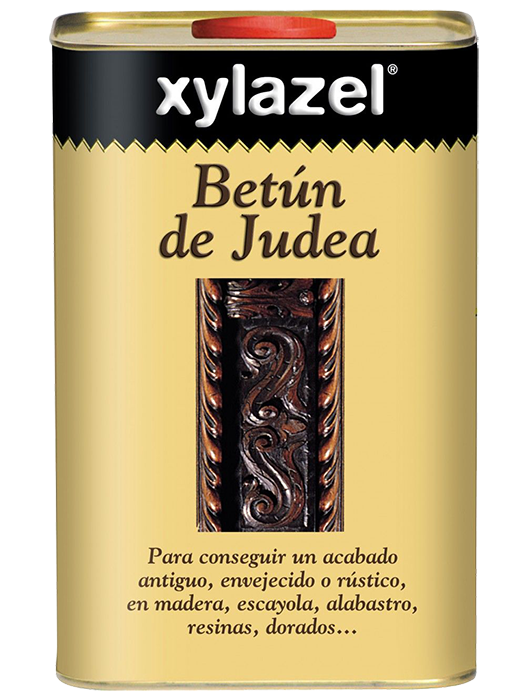 xylazel®
Betún
de Judea
Para conseguir un acabado
antiguo, envejecido o rústico,
en madera, escayola, alabastro,
resinas, dorados...